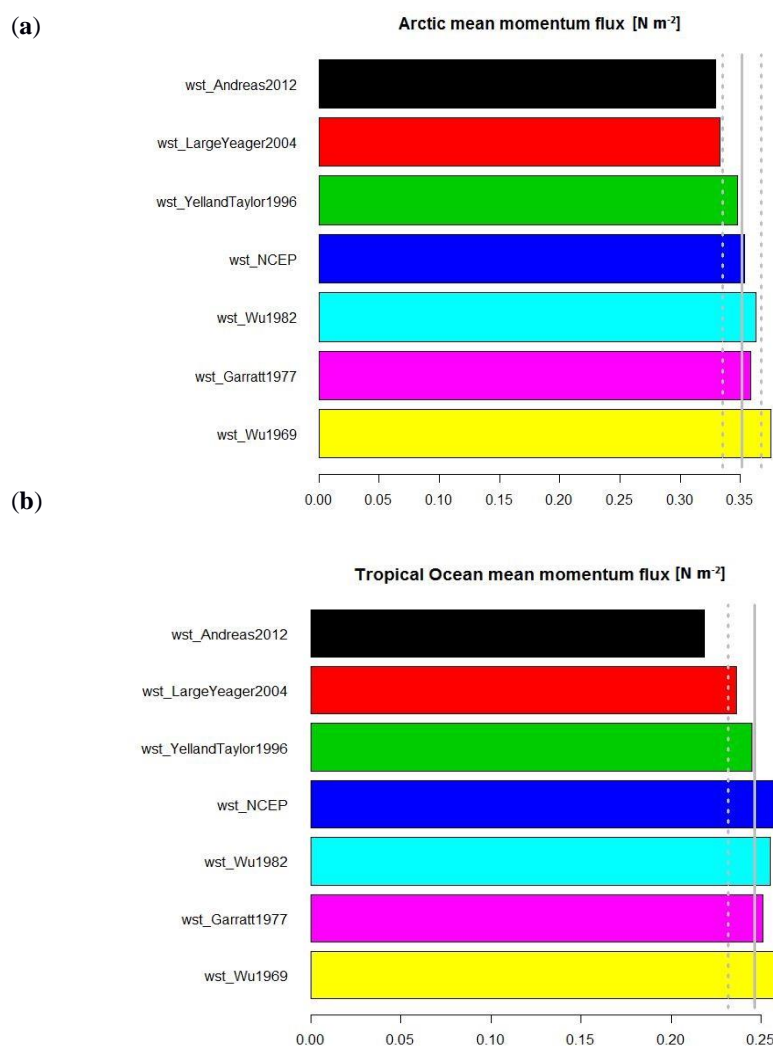 (a)
Arctic mean momentum flux [N m⁻²]
wst_Andreas2012
wst_LargeYeager2004
wst_YellandTaylor1996
wst_NCEP
wst_Wu1982
wst_Garratt1977
wst_Wu1969
0.00 0.05 0.10 0.15 0.20 0.25 0.30 0.35
(b)
Tropical Ocean mean momentum flux [N m⁻²]
wst_Andreas2012
wst_LargeYeager2004
wst_YellandTaylor1996
wst_NCEP
wst_Wu1982
wst_Garratt1977
wst_Wu1969
0.00 0.05 0.10 0.15 0.20 0.25